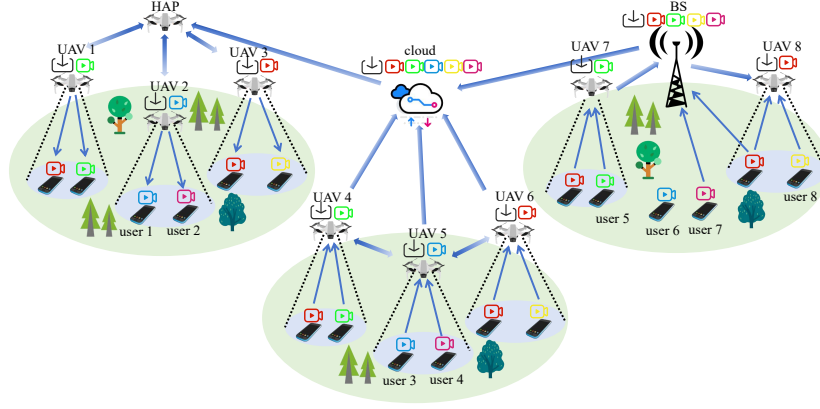 HAP
BS
UAV 1
UAV 3
cloud
UAV 7
UAV 8
UAV 2
UAV 4
UAV 6
user 5
user 8
user 1
user 2
UAV 5
user 6
user 7
user 3
user 4